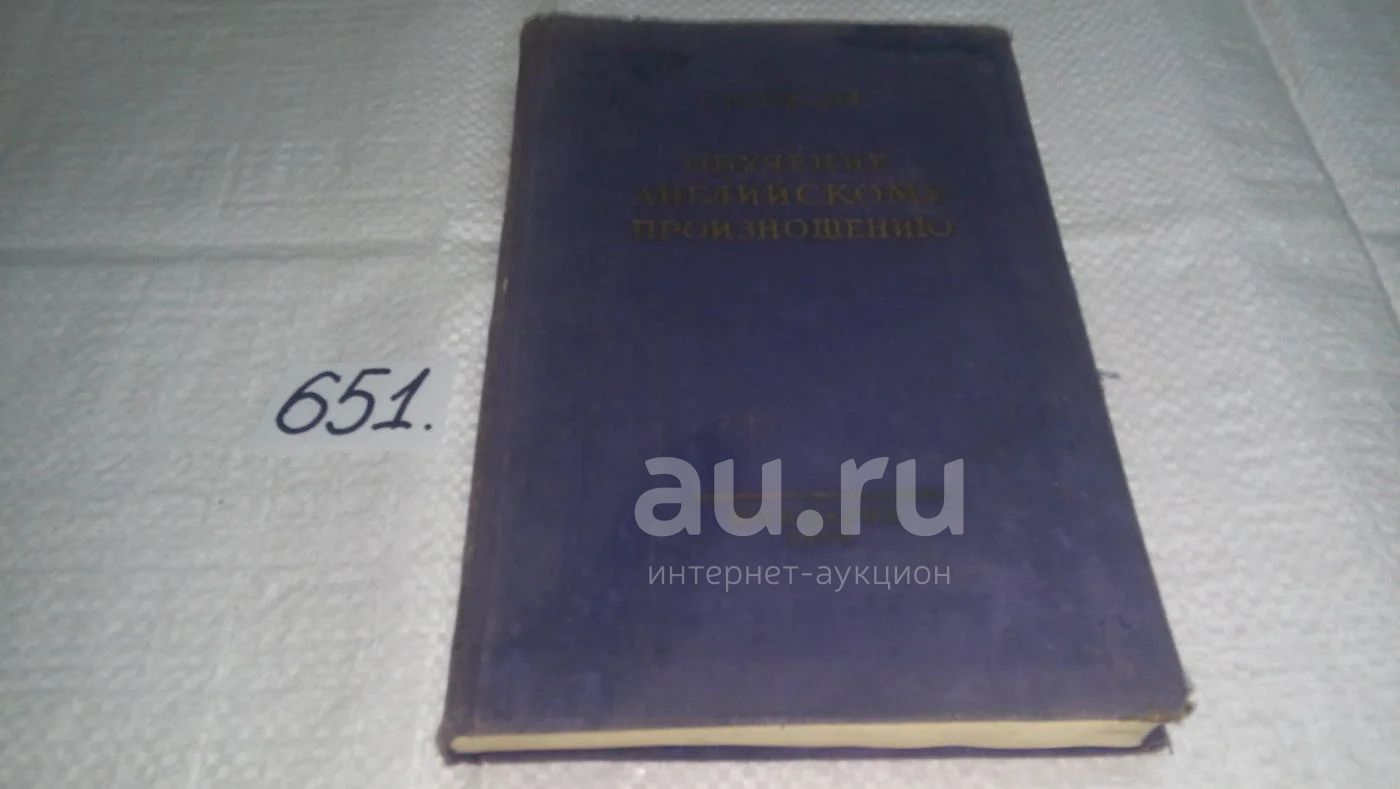 ОБУЧЕНИЕ
АНГЛИЙСКОМУ
ПРОИЗНОШЕНИЮ
651.
au.ru
интернет-аукцион